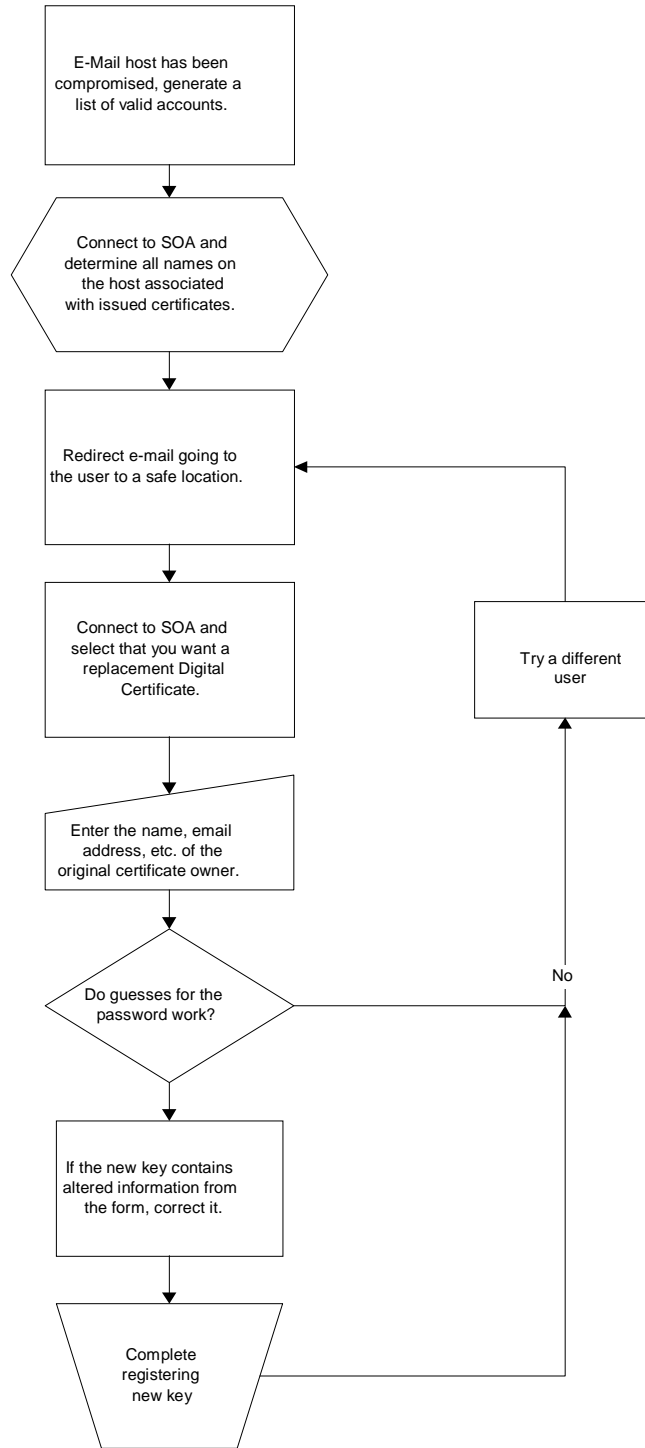 E-Mail host has been
compromised, generate a
list of valid accounts.
Connect to SOA and
determine all names on
the host associated
with issued certificates.
Redirect e-mail going to
the user to a safe location.
Connect to SOA and
select that you want a
replacement Digital
Certificate.
Try a different
user
Enter the name, email
address, etc. of the
original certificate owner.
Do guesses for the
password work?
No
If the new key contains
altered information from
the form, correct it.
Complete
registering
new key